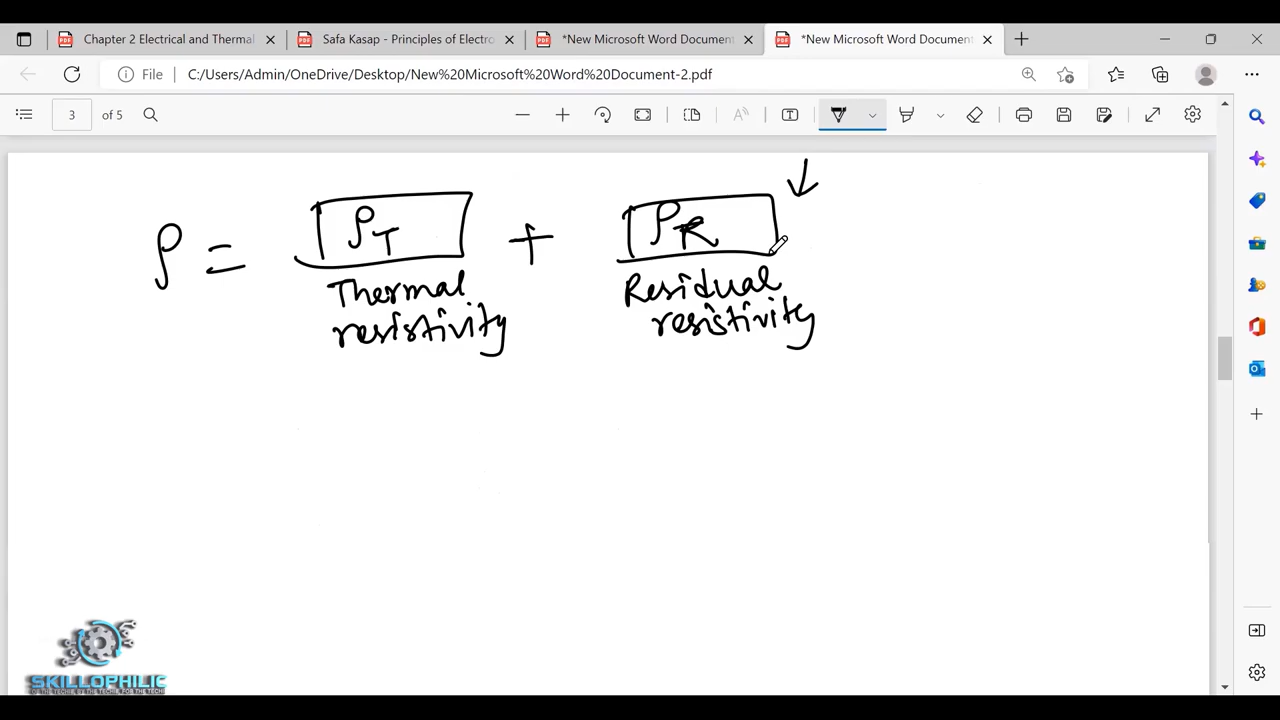 Chapter 2 Electrical and Thermal
Safa Kasap - Principles of Electro
*New Microsoft Word Document
*New Microsoft Word Document
File
C:/Users/Admin/OneDrive/Desktop/New%20Microsoft%20Word%20Document-2.pdf
3 of 5
ρ = ρT + ρR
Thermal resistivity
Residual resistivity
SKILLOPHILIC